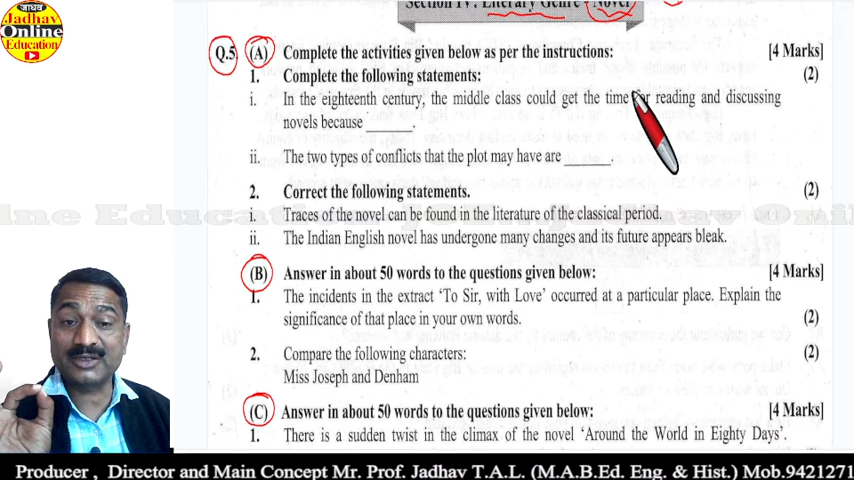 जाधव
Jadhav
Online
Education
Section IV: Literary Genre 'Novel'
Q.5 (A) Complete the activities given below as per the instructions: [4 Marks]
1. Complete the following statements: (2)
i. In the eighteenth century, the middle class could get the time for reading and discussing
novels because ______.
ii. The two types of conflicts that the plot may have are ______.
2. Correct the following statements. (2)
i. Traces of the novel can be found in the literature of the classical period.
ii. The Indian English novel has undergone many changes and its future appears bleak.
(B) Answer in about 50 words to the questions given below: [4 Marks]
1. The incidents in the extract 'To Sir, with Love' occurred at a particular place. Explain the
significance of that place in your own words. (2)
2. Compare the following characters: (2)
Miss Joseph and Denham
(C) Answer in about 50 words to the questions given below: [4 Marks]
1. There is a sudden twist in the climax of the novel 'Around the World in Eighty Days'.
Producer , Director and Main Concept Mr. Prof. Jadhav T.A.L. (M.A.B.Ed. Eng. & Hist.) Mob.9421271